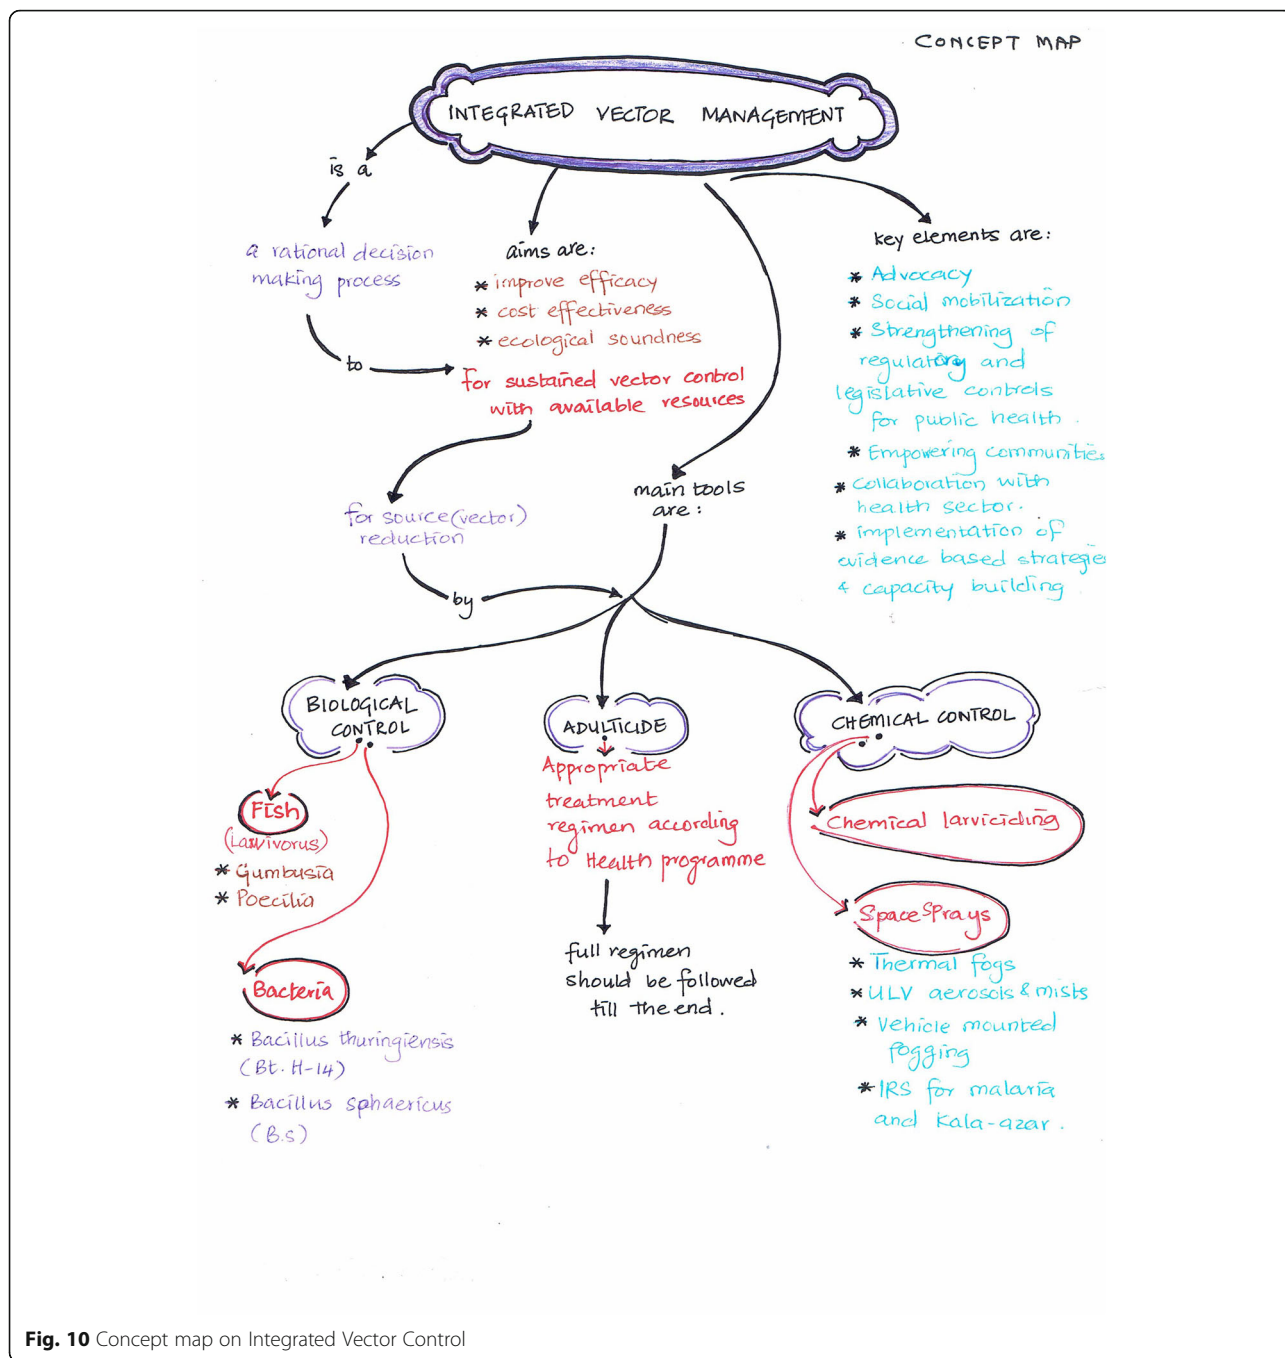 CONCEPT MAP
INTEGRATED VECTOR MANAGEMENT
is a
a rational decision
making process
to
aims are:
* improve efficacy
* cost effectiveness
* ecological soundness
for sustained vector control
with available resources
key elements are:
* Advocacy
* Social mobilization
* Strengthening of
regulatory and
legislative controls
for public health.
* Empowering communities
* collaboration with
health sector.
* implementation of
evidence based strategie
& capacity building
for source (vector)
reduction
by
main tools
are:
BIOLOGICAL
CONTROL
Fish
(Larvivorus)
* Gumbusia
* Poecilia
Bacteria
* Bacillus thuringiensis
(Bt. H-14)
* Bacillus sphaericus
(B.s)
ADULTICIDE
Appropriate
treatment
regimen according
to Health programme
full regimen
should be followed
till the end.
CHEMICAL CONTROL
Chemical larviciding
Space Sprays
* Thermal fogs
* ULV aerosols & mists
* Vehicle mounted
fogging
* IRS for malaria
and Kala-azar.
Fig. 10 Concept map on Integrated Vector Control